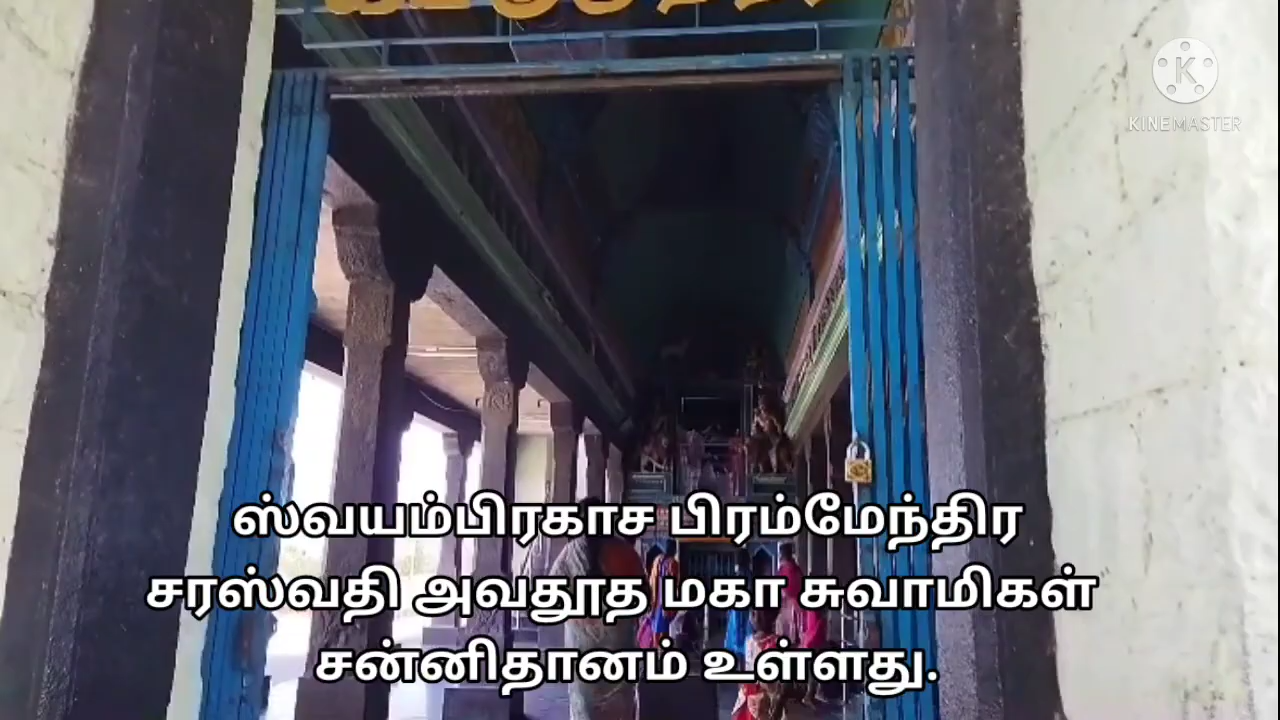 KINEMASTER
ஸ்வயம்பிரகாச பிரம்மேந்திர
சரஸ்வதி அவதூத மகா சுவாமிகள்
சன்னிதானம் உள்ளது.